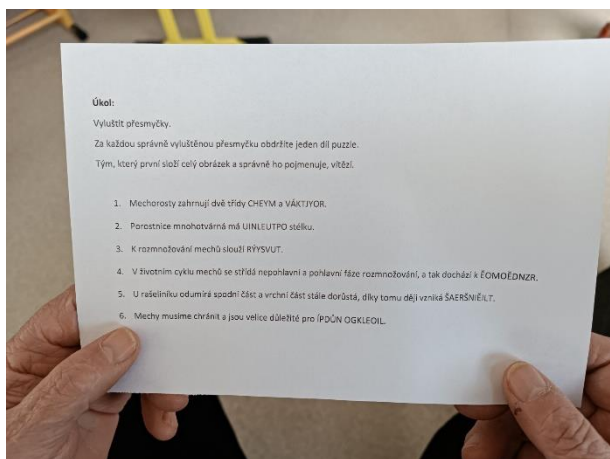 Úkol:
Vyluštit přesmyčky.
Za každou správně vyluštěnou přesmyčku obdržíte jeden díl puzzle.
Tým, který první složí celý obrázek a správně ho pojmenuje, vítězí.
1. Mechorosty zahrnují dvě třídy CHEYM a VÁKTJYOR.
2. Porostnice mnohotvárná má UINLEUTPO stélku.
3. K rozmnožování mechů slouží RÝYSVUT.
4. V životním cyklu mechů se střídá nepohlavní a pohlavní fáze rozmnožování, a tak dochází k ĚOMOĚDNZR.
5. U rašeliníku odumírá spodní část a vrchní část stále dorůstá, díky tomu ději vzniká ŠAERŠNIĚILT.
6. Mechy musíme chránit a jsou velice důležité pro ÍPDŮN OGKLEOIL.